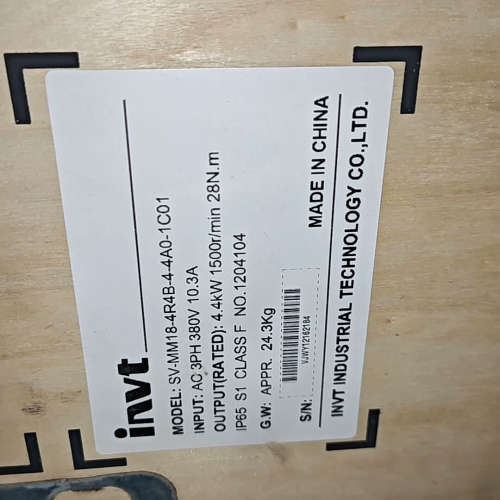 invt
MODEL: SV-MM18-4R4B-4-4A0-1C01
INPUT: AC 3PH 380V 10.3A
OUTPUT(RATED): 4.4kW 1500r/min 28N.m
IP65 S1 CLASS F NO.1204104
G.W: APPR. 24.3Kg
S/N:
VJWY12162184
MADE IN CHINA
INVT INDUSTRIAL TECHNOLOGY CO.,LTD.